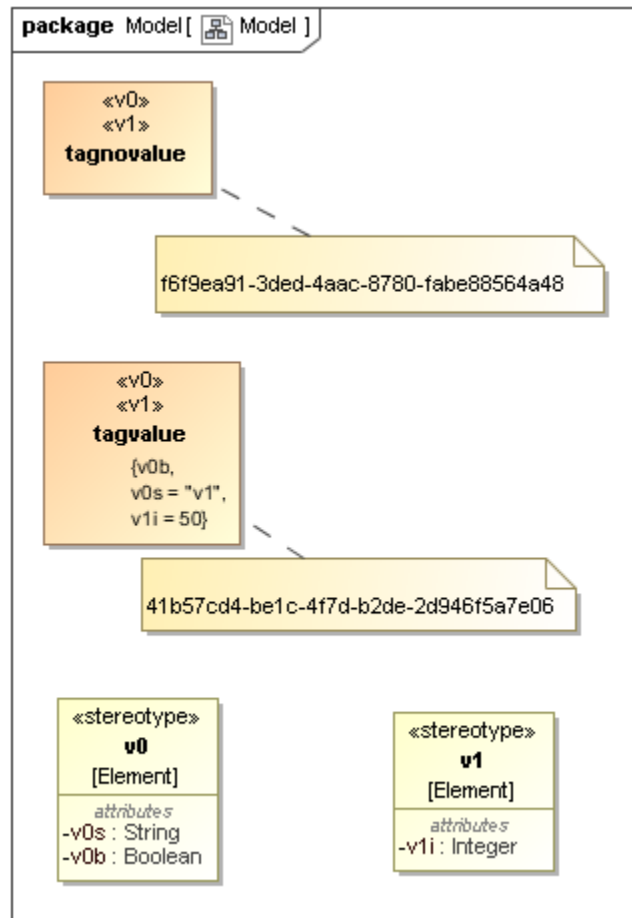 package Model[ Model ]
«v0»
«v1»
tagnovalue
f6f9ea91-3ded-4aac-8780-fabe88564a48
«v0»
«v1»
tagvalue
{v0b,
v0s = "v1",
v1i = 50}
41b57cd4-be1c-4f7d-b2de-2d946f5a7e06
«stereotype»
v0
[Element]
attributes
-v0s : String
-v0b : Boolean
«stereotype»
v1
[Element]
attributes
-v1i : Integer